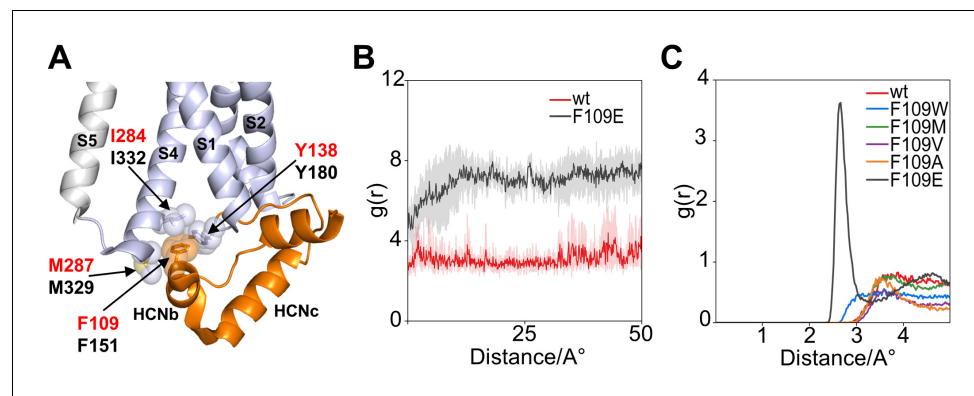 A
S5
S4
S1
S2
I284
I332
Y138
Y180
M287
M329
F109
F151
HCNb
HCNc
B
g(r)
12
8
4
0
25
50
Distance/A°
wt
F109E
C
g(r)
4
3
2
1
0
1
2
3
4
Distance/A°
wt
F109W
F109M
F109V
F109A
F109E